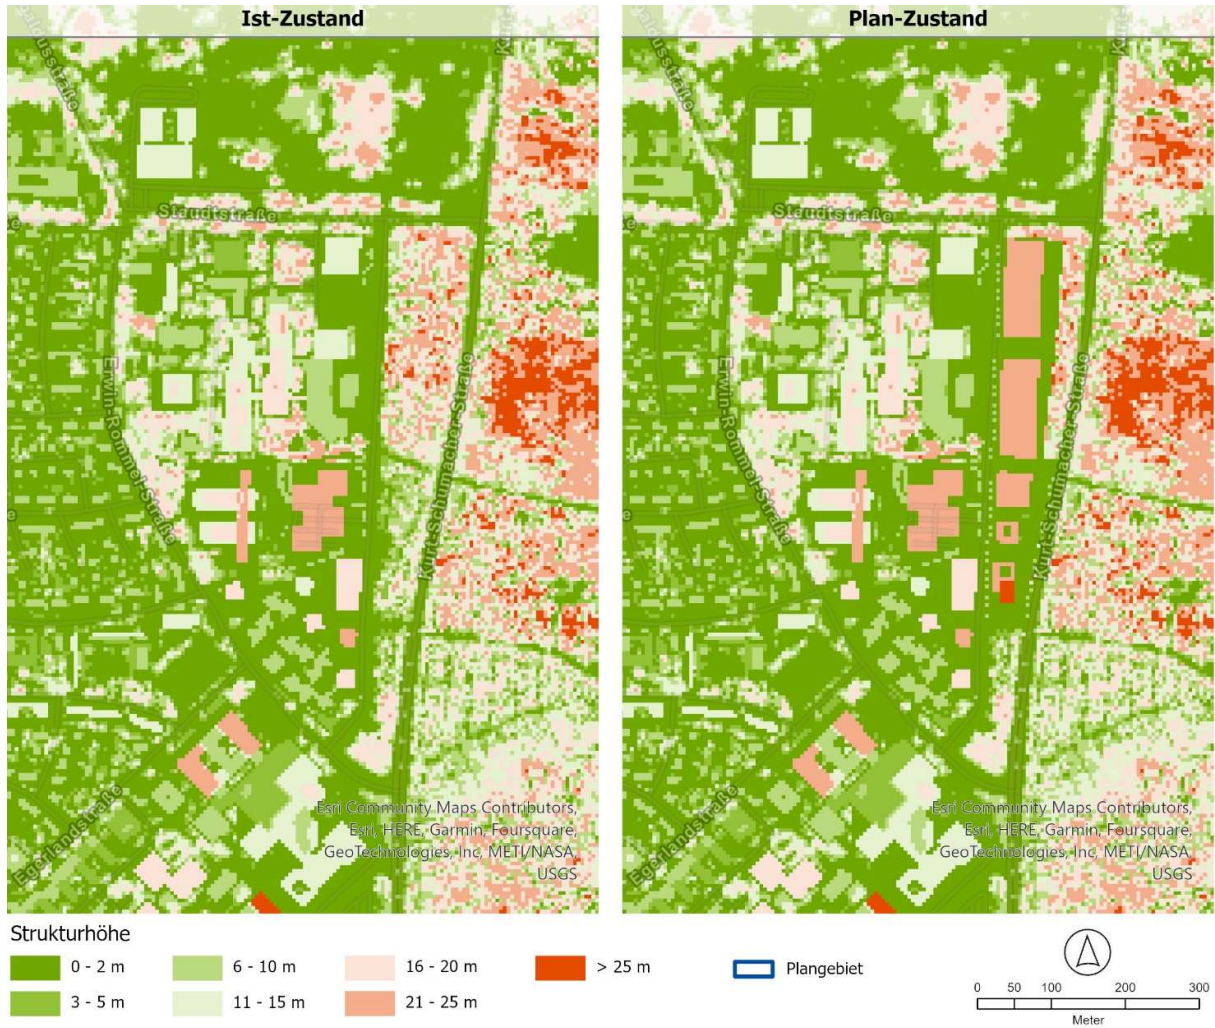 Ist-Zustand
Plan-Zustand
Staudtstraße
Staudtstraße
Erwin-Rommel-Straße
Erwin-Rommel-Straße
Kurt-Schumacher-Straße
Kurt-Schumacher-Straße
Egerlandstraße
Egerlandstraße
Esri Community Maps Contributors,
Esri, HERE, Garmin, Foursquare,
GeoTechnologies, Inc, METI/NASA,
USGS
Esri Community Maps Contributors,
Esri, HERE, Garmin, Foursquare,
GeoTechnologies, Inc, METI/NASA,
USGS
Strukturhöhe
0 - 2 m
6 - 10 m
16 - 20 m
> 25 m
Plangebiet
3 - 5 m
11 - 15 m
21 - 25 m
0 50 100 200 300
Meter